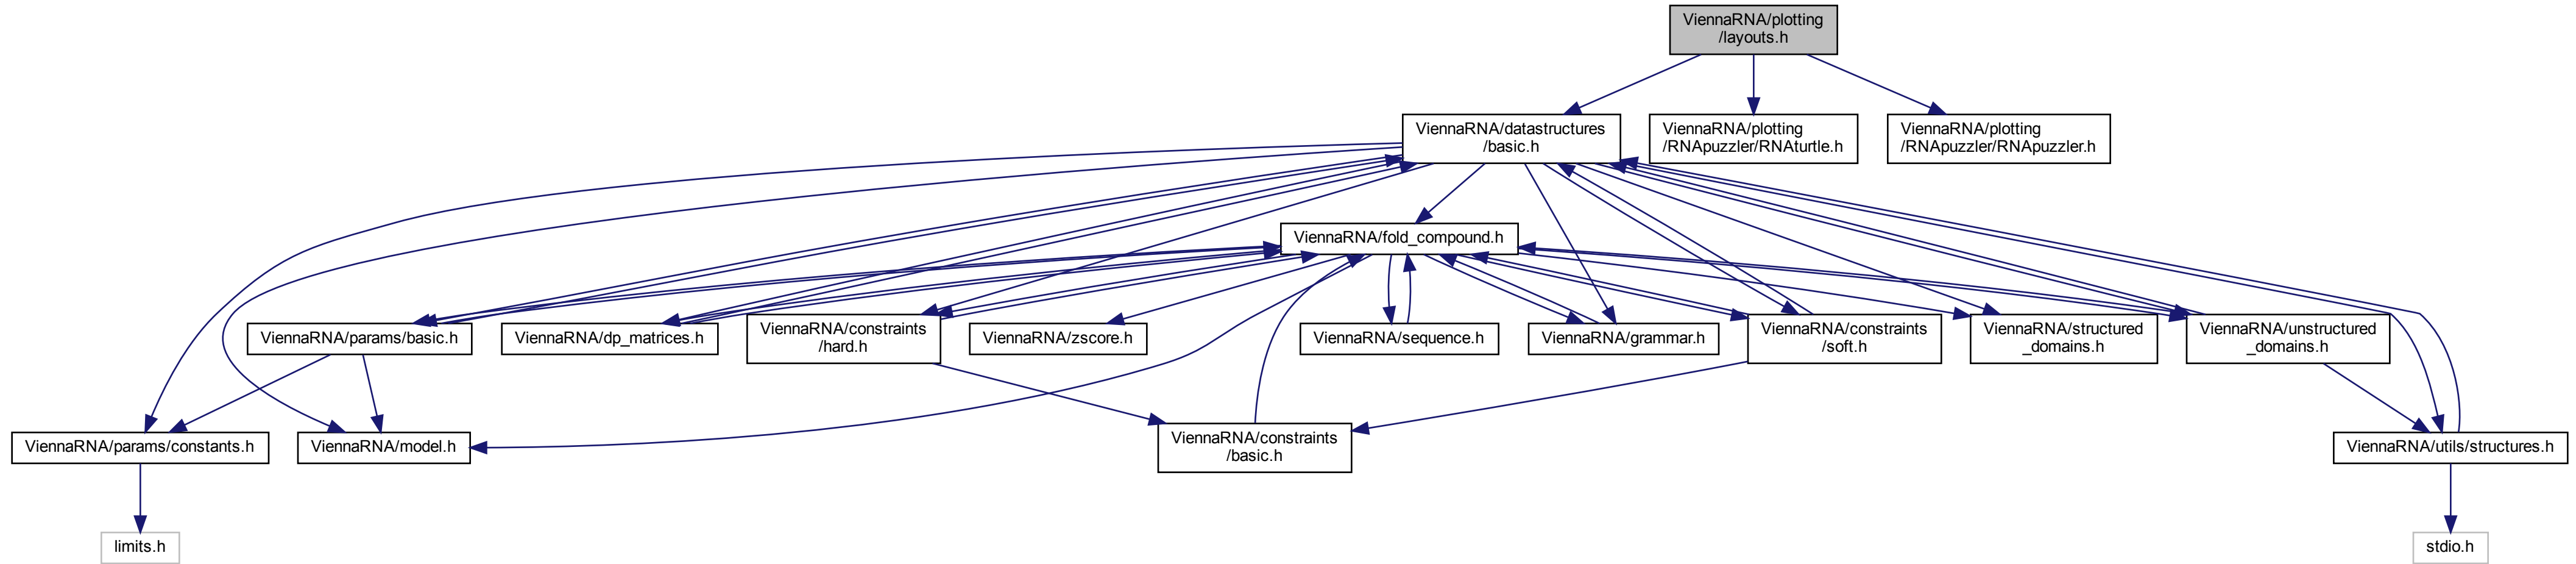 ViennaRNA/plotting
/layouts.h
ViennaRNA/datastructures
/basic.h
ViennaRNA/plotting
/RNApuzzler/RNAturtle.h
ViennaRNA/plotting
/RNApuzzler/RNApuzzler.h
ViennaRNA/fold_compound.h
ViennaRNA/params/basic.h
ViennaRNA/dp_matrices.h
ViennaRNA/constraints
/hard.h
ViennaRNA/zscore.h
ViennaRNA/sequence.h
ViennaRNA/grammar.h
ViennaRNA/constraints
/soft.h
ViennaRNA/structured
_domains.h
ViennaRNA/unstructured
_domains.h
ViennaRNA/params/constants.h
ViennaRNA/model.h
ViennaRNA/constraints
/basic.h
ViennaRNA/utils/structures.h
limits.h
stdio.h